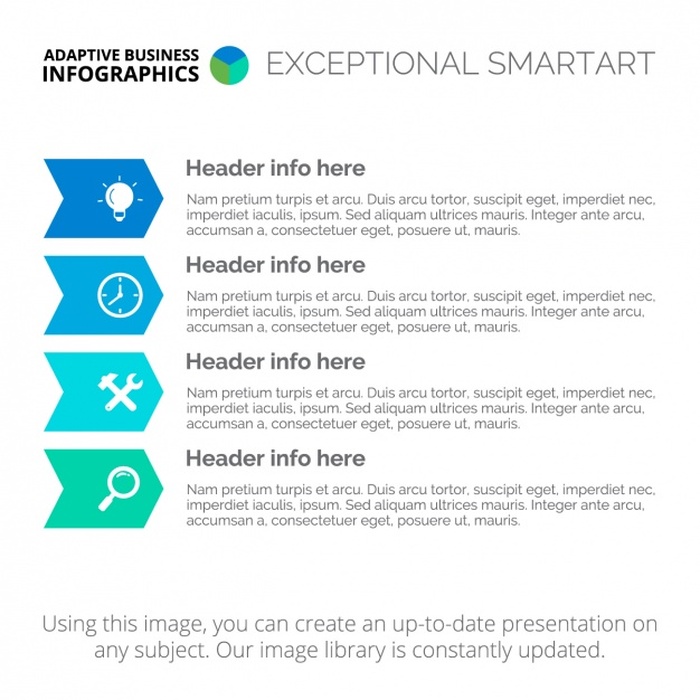 ADAPTIVE BUSINESS
INFOGRAPHICS
EXCEPTIONAL SMARTART
Header info here
Nam pretium turpis et arcu. Duis arcu tortor, suscipit eget, imperdiet nec,
imperdiet iaculis, ipsum. Sed aliquam ultrices mauris. Integer ante arcu,
accumsan a, consectetuer eget, posuere ut, mauris.
Header info here
Nam pretium turpis et arcu. Duis arcu tortor, suscipit eget, imperdiet nec,
imperdiet iaculis, ipsum. Sed aliquam ultrices mauris. Integer ante arcu,
accumsan a, consectetuer eget, posuere ut, mauris.
Header info here
Nam pretium turpis et arcu. Duis arcu tortor, suscipit eget, imperdiet nec,
imperdiet iaculis, ipsum. Sed aliquam ultrices mauris. Integer ante arcu,
accumsan a, consectetuer eget, posuere ut, mauris.
Header info here
Nam pretium turpis et arcu. Duis arcu tortor, suscipit eget, imperdiet nec,
imperdiet iaculis, ipsum. Sed aliquam ultrices mauris. Integer ante arcu,
accumsan a, consectetuer eget, posuere ut, mauris.
Using this image, you can create an up-to-date presentation on
any subject. Our image library is constantly updated.